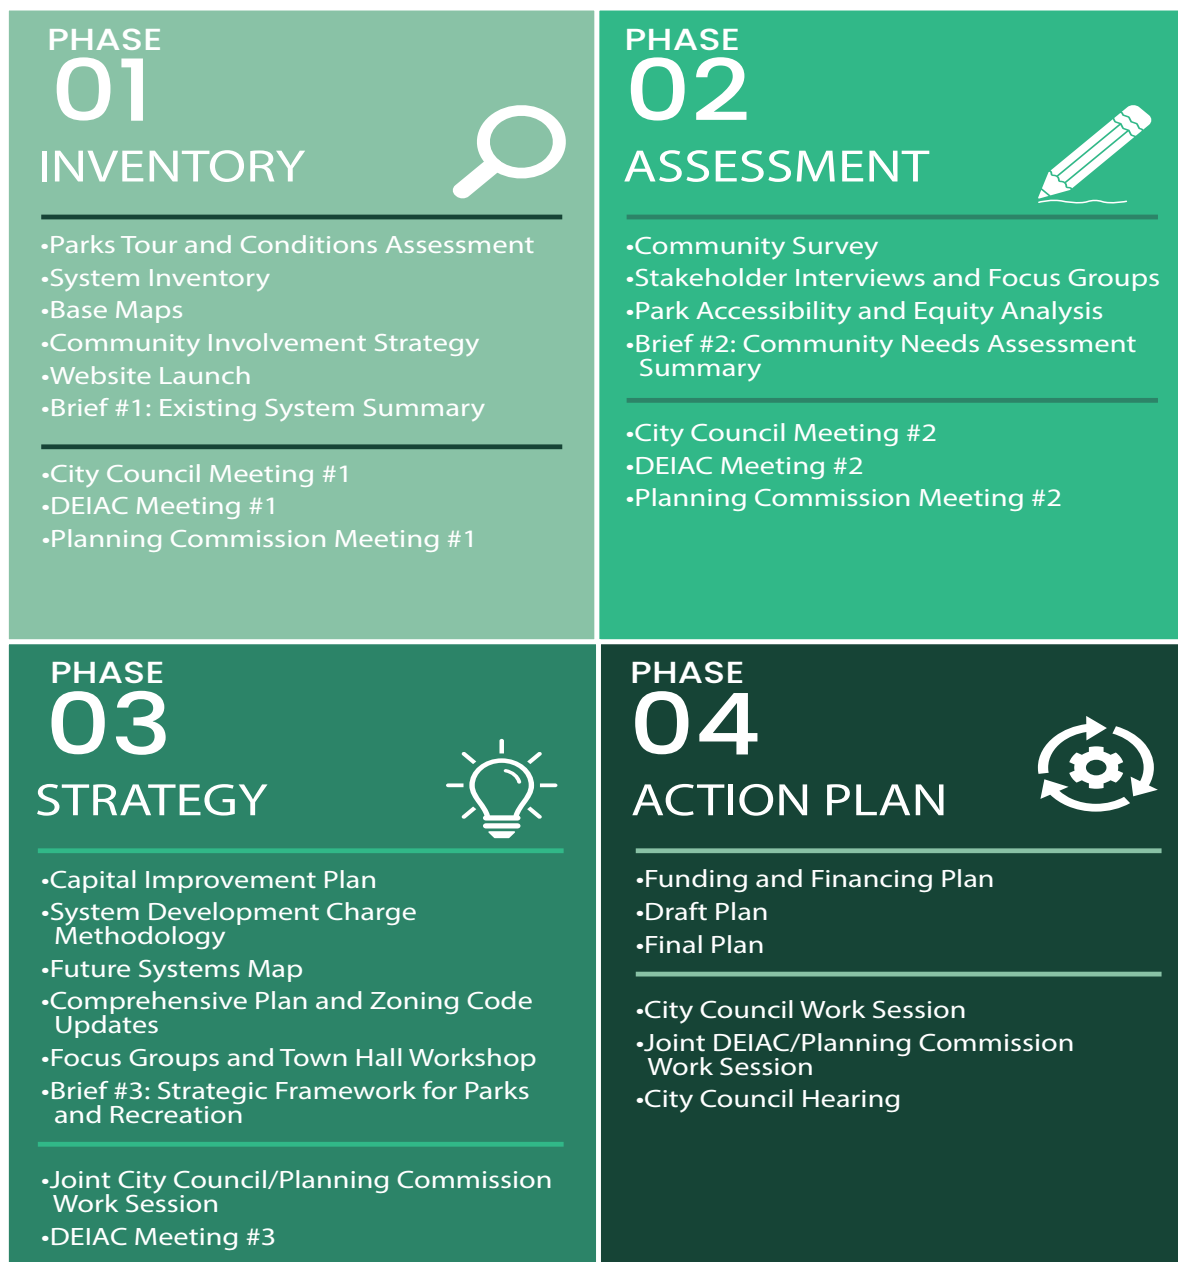 PHASE
01
INVENTORY
•Parks Tour and Conditions Assessment
•System Inventory
•Base Maps
•Community Involvement Strategy
•Website Launch
•Brief #1: Existing System Summary
•City Council Meeting #1
•DEIAC Meeting #1
•Planning Commission Meeting #1
PHASE
02
ASSESSMENT
•Community Survey
•Stakeholder Interviews and Focus Groups
•Park Accessibility and Equity Analysis
•Brief #2: Community Needs Assessment
Summary
•City Council Meeting #2
•DEIAC Meeting #2
•Planning Commission Meeting #2
PHASE
03
STRATEGY
•Capital Improvement Plan
•System Development Charge
Methodology
•Future Systems Map
•Comprehensive Plan and Zoning Code
Updates
•Focus Groups and Town Hall Workshop
•Brief #3: Strategic Framework for Parks
and Recreation
•Joint City Council/Planning Commission
Work Session
•DEIAC Meeting #3
PHASE
04
ACTION PLAN
•Funding and Financing Plan
•Draft Plan
•Final Plan
•City Council Work Session
•Joint DEIAC/Planning Commission
Work Session
•City Council Hearing